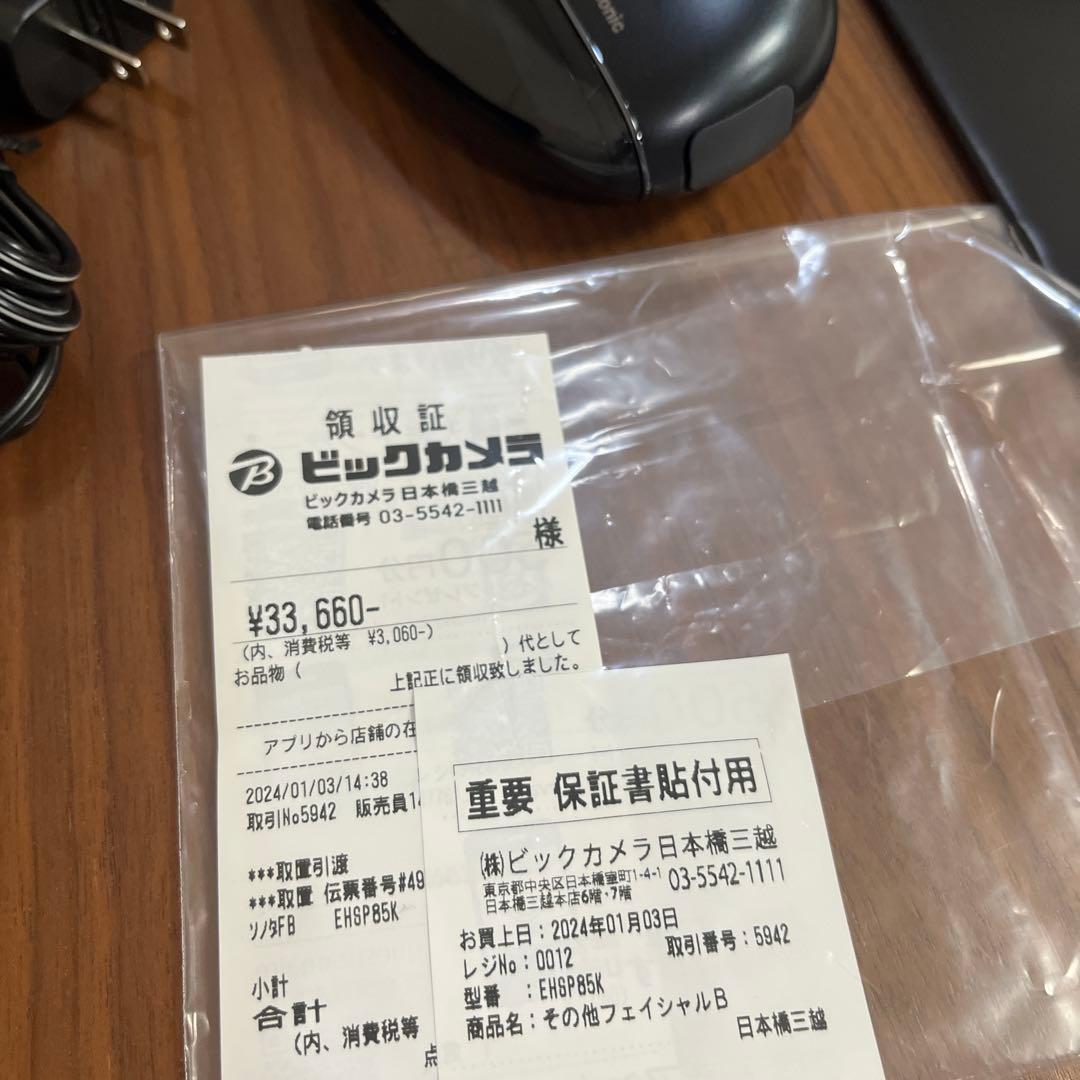 onic
領収証
B ビックカメラ
ビックカメラ 日本橋三越
電話番号 03-5542-1111
様
¥33,660-
(内、消費税等 ¥3,060-)
お品物( )代として
上記正に領収致しました。
アプリから店舗の在
2024/01/03/14:38
取引No5942 販売員14
***取置引渡
***取置 伝票番号#49
ソノタFB EHSP85K
小計
合計
(内、消費税等
点
重要 保証書貼付用
(株)ビックカメラ日本橋三越
東京都中央区日本橋室町1-4-1
日本橋三越本店6階・7階
03-5542-1111
お買上日:2024年01月03日
レジNo:0012 取引番号:5942
型番 :EHSP85K
商品名:その他フェイシャルB
日本橋三越